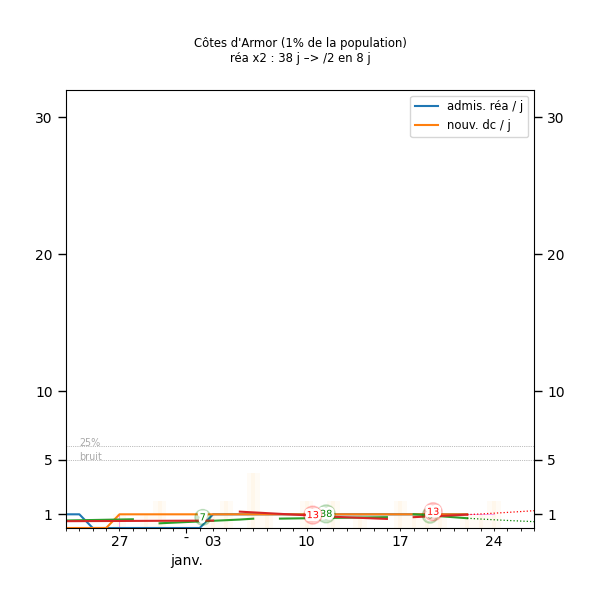 Côtes d'Armor (1% de la population)
réa x2 : 38 j –> /2 en 8 j
admis. réa / j
nouv. dc / j
30 30
20 20
10 10
25%
5 bruit 5
1 7 13 38 13 1
27 - 03 10 17 24
janv.